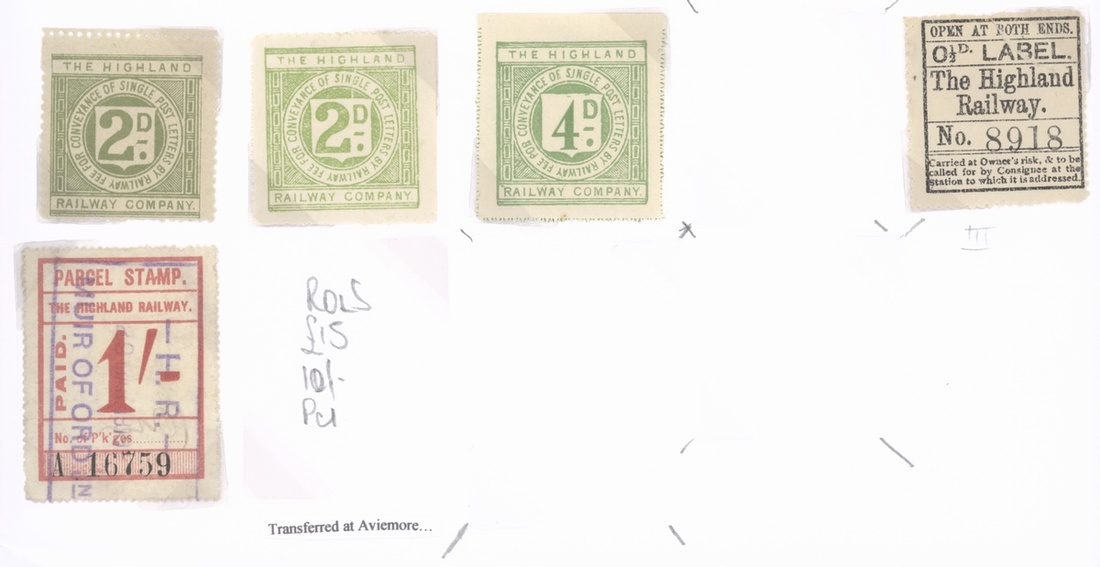 THE HIGHLAND
FEE FOR CONVEYANCE OF SINGLE POST LETTERS BY RAILWAY
2D
RAILWAY COMPANY.
THE HIGHLAND
FEE FOR CONVEYANCE OF SINGLE POST LETTERS BY RAILWAY
2D
RAILWAY COMPANY.
THE HIGHLAND
FEE FOR CONVEYANCE OF SINGLE POST LETTERS BY RAILWAY
4D
RAILWAY COMPANY.
OPEN AT BOTH ENDS.
0½D. LABEL.
The Highland
Railway.
No. 8918
Carried at Owner's risk, & to be
called for by Consignee at the
Station to which it is addressed.
III
PARCEL STAMP.
THE HIGHLAND RAILWAY.
PAID.
1/-
No. of P'k'ges
A 16759
H. R.
MUIR OF ORD
£15
10/-
Transferred at Aviemore...